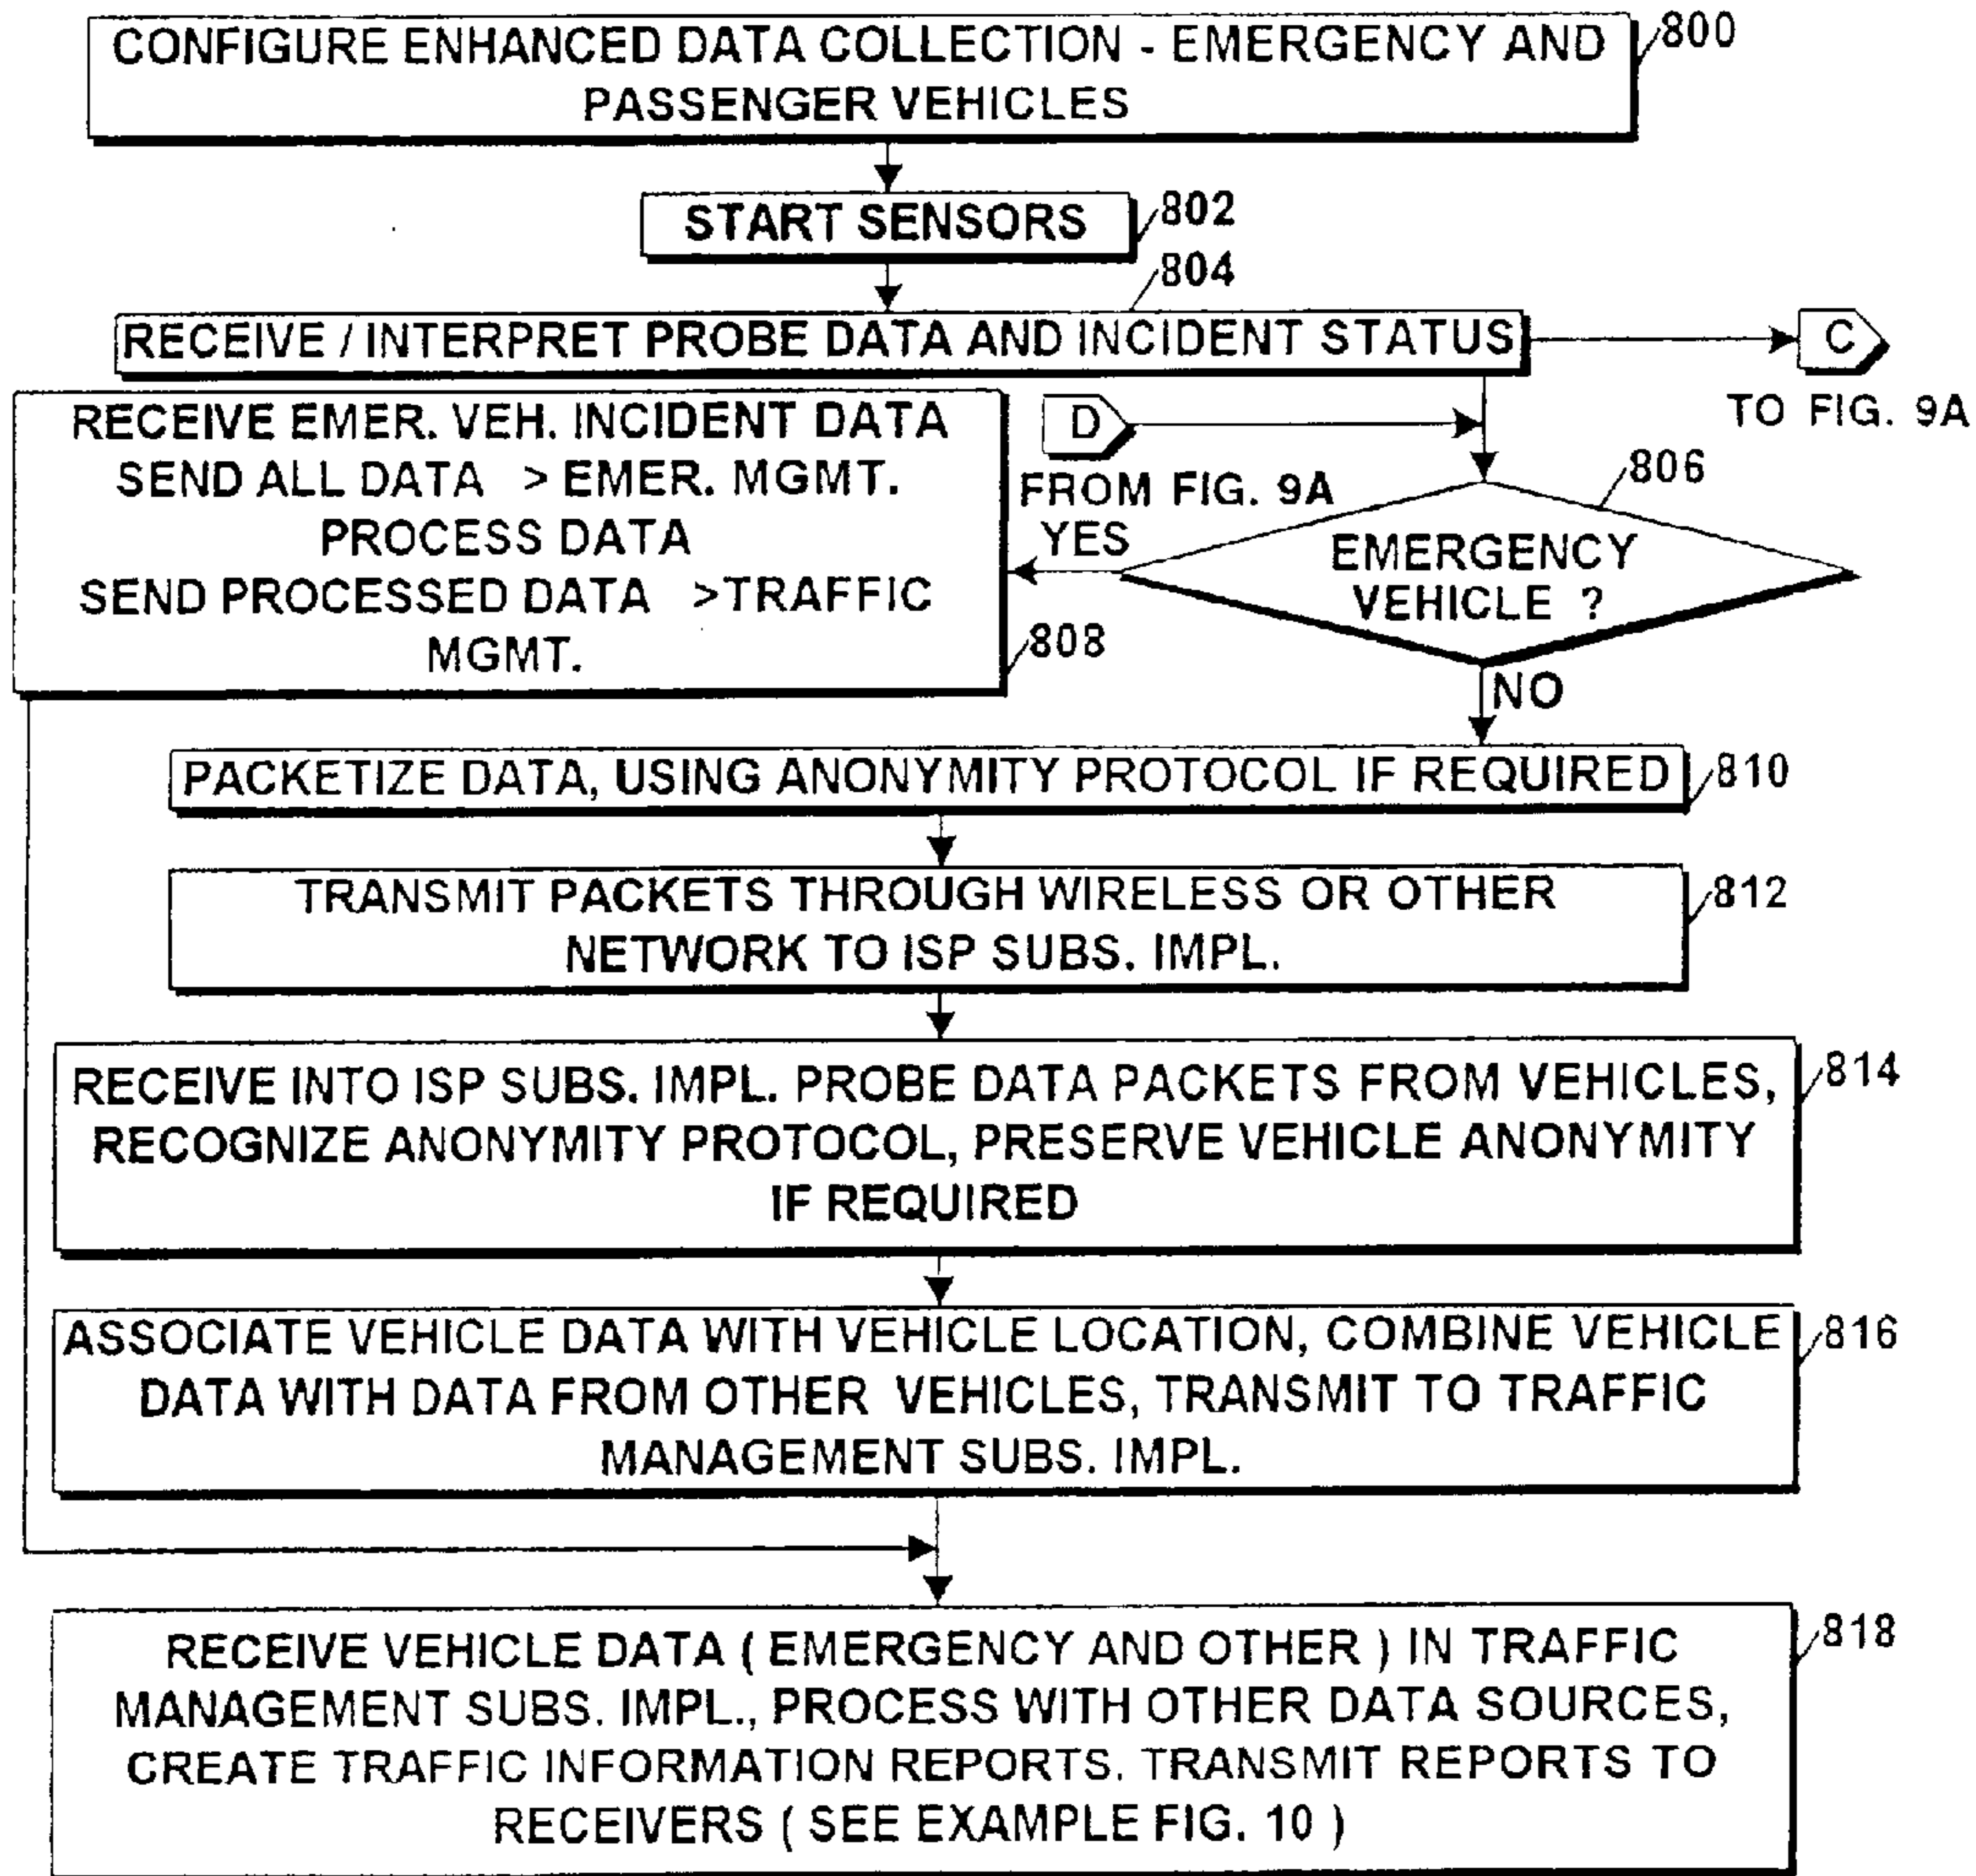 CONFIGURE ENHANCED DATA COLLECTION - EMERGENCY AND
PASSENGER VEHICLES
800
START SENSORS
802
804
RECEIVE / INTERPRET PROBE DATA AND INCIDENT STATUS
C
TO FIG. 9A
RECEIVE EMER. VEH. INCIDENT DATA
SEND ALL DATA > EMER. MGMT.
PROCESS DATA
SEND PROCESSED DATA >TRAFFIC
MGMT.
808
D
FROM FIG. 9A
YES
806
EMERGENCY
VEHICLE ?
NO
PACKETIZE DATA, USING ANONYMITY PROTOCOL IF REQUIRED
810
TRANSMIT PACKETS THROUGH WIRELESS OR OTHER
NETWORK TO ISP SUBS. IMPL.
812
RECEIVE INTO ISP SUBS. IMPL. PROBE DATA PACKETS FROM VEHICLES,
RECOGNIZE ANONYMITY PROTOCOL, PRESERVE VEHICLE ANONYMITY
IF REQUIRED
814
ASSOCIATE VEHICLE DATA WITH VEHICLE LOCATION, COMBINE VEHICLE
DATA WITH DATA FROM OTHER VEHICLES, TRANSMIT TO TRAFFIC
MANAGEMENT SUBS. IMPL.
816
RECEIVE VEHICLE DATA ( EMERGENCY AND OTHER ) IN TRAFFIC
MANAGEMENT SUBS. IMPL., PROCESS WITH OTHER DATA SOURCES,
CREATE TRAFFIC INFORMATION REPORTS. TRANSMIT REPORTS TO
RECEIVERS ( SEE EXAMPLE FIG. 10 )
818